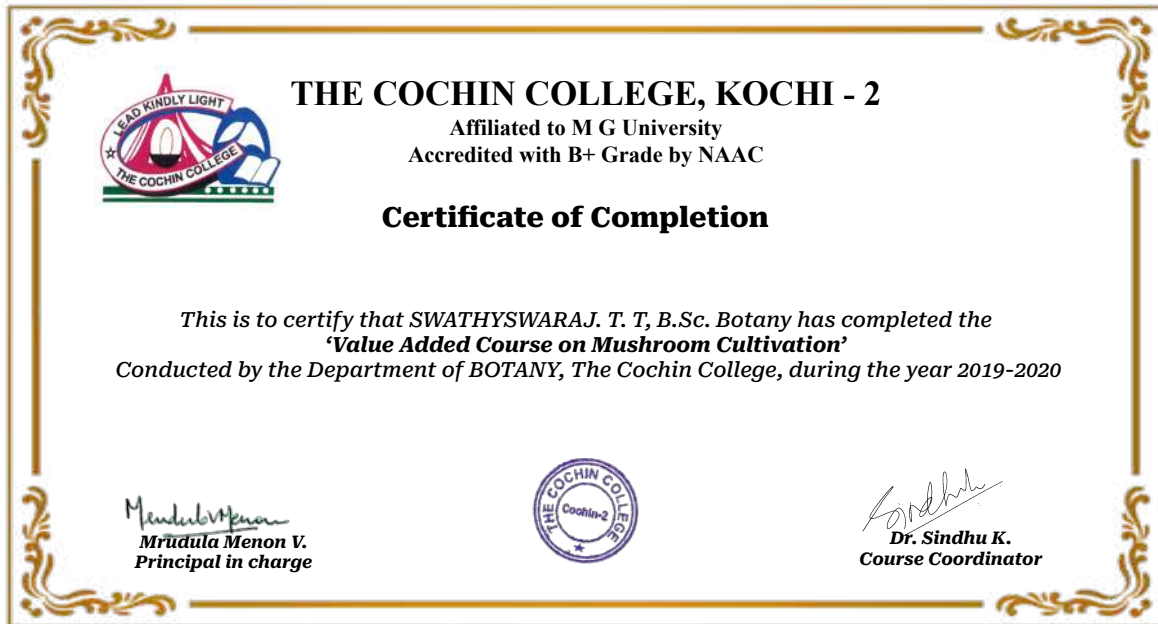 LEAD KINDLY LIGHT
THE COCHIN COLLEGE
THE COCHIN COLLEGE, KOCHI - 2
Affiliated to M G University
Accredited with B+ Grade by NAAC
Certificate of Completion
This is to certify that SWATHYSWARAJ. T. T, B.Sc. Botany has completed the
‘Value Added Course on Mushroom Cultivation’
Conducted by the Department of BOTANY, The Cochin College, during the year 2019-2020
Mrudula Menon V.
Principal in charge
THE COCHIN COLLEGE
Cochin-2
Sindhu
Dr. Sindhu K.
Course Coordinator